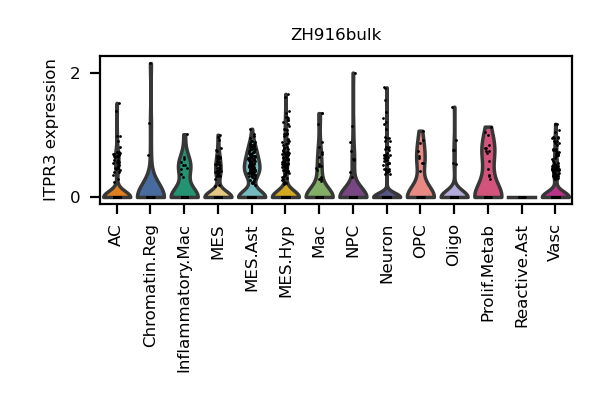 ZH916bulk
ITPR3 expression
2
0
AC
Chromatin.Reg
Inflammatory.Mac
MES
MES.Ast
MES.Hyp
Mac
NPC
Neuron
OPC
Oligo
Prolif.Metab
Reactive.Ast
Vasc